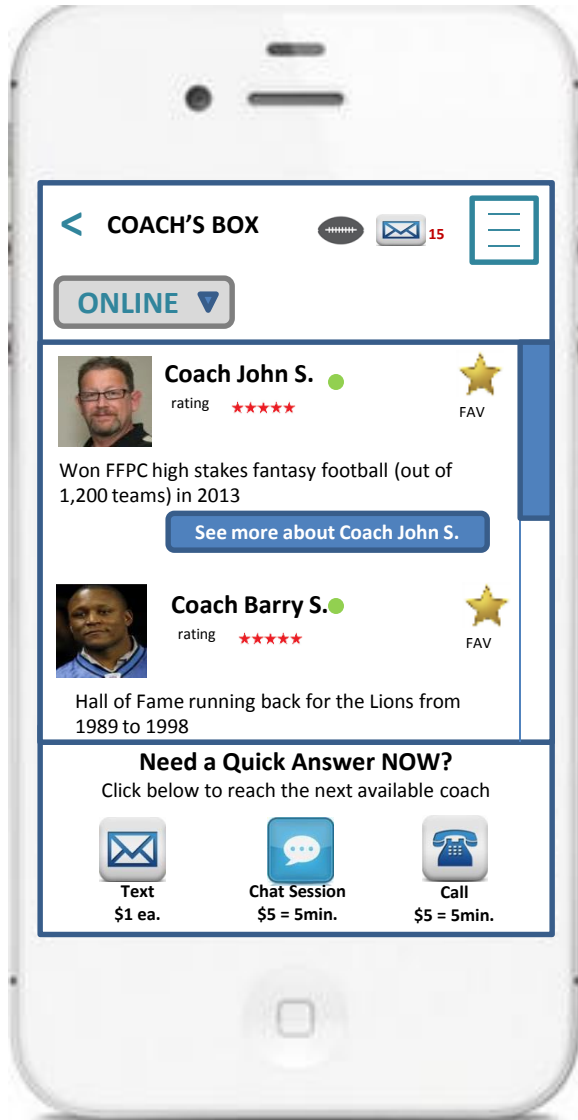 < COACH'S BOX 15
ONLINE
Coach John S.
rating ★★★★★
FAV
Won FFPC high stakes fantasy football (out of
1,200 teams) in 2013
See more about Coach John S.
Coach Barry S.
rating ★★★★★
FAV
Hall of Fame running back for the Lions from
1989 to 1998
Need a Quick Answer NOW?
Click below to reach the next available coach
Text Chat Session Call
$1 ea. $5 = 5min. $5 = 5min.